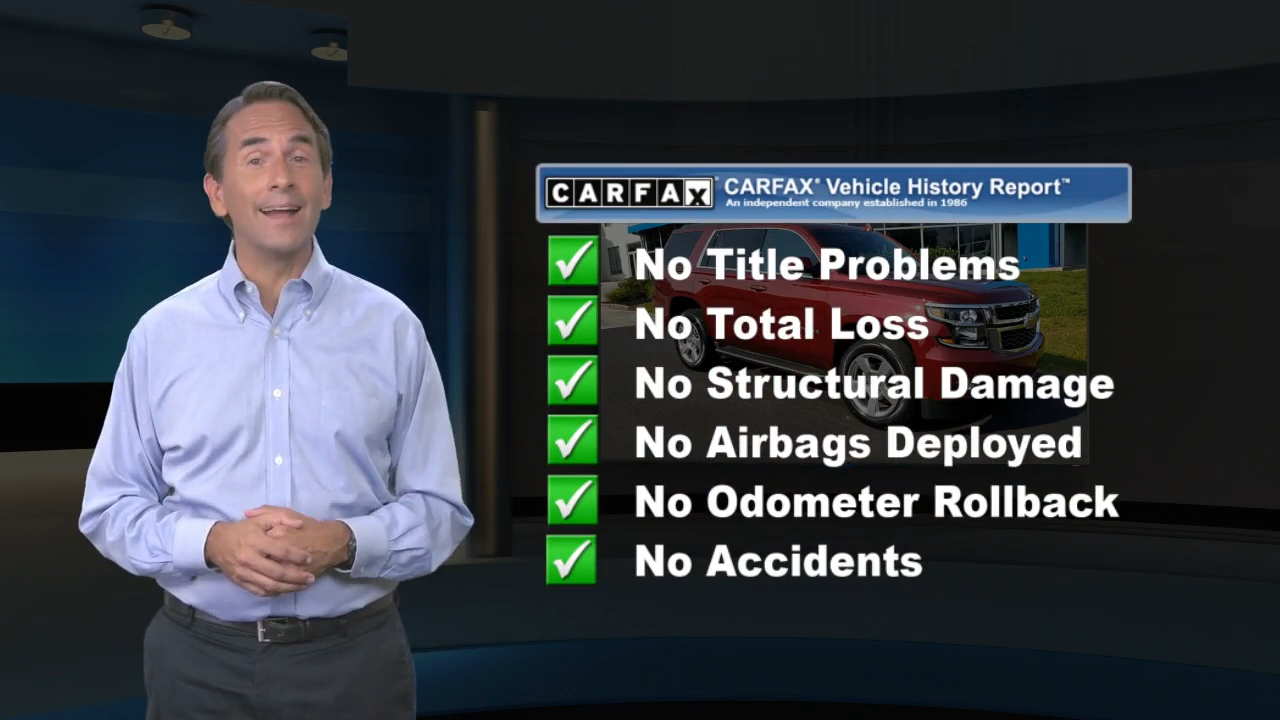 CARFAX® CARFAX® Vehicle History Report™
An independent company established in 1986
No Title Problems
No Total Loss
No Structural Damage
No Airbags Deployed
No Odometer Rollback
No Accidents